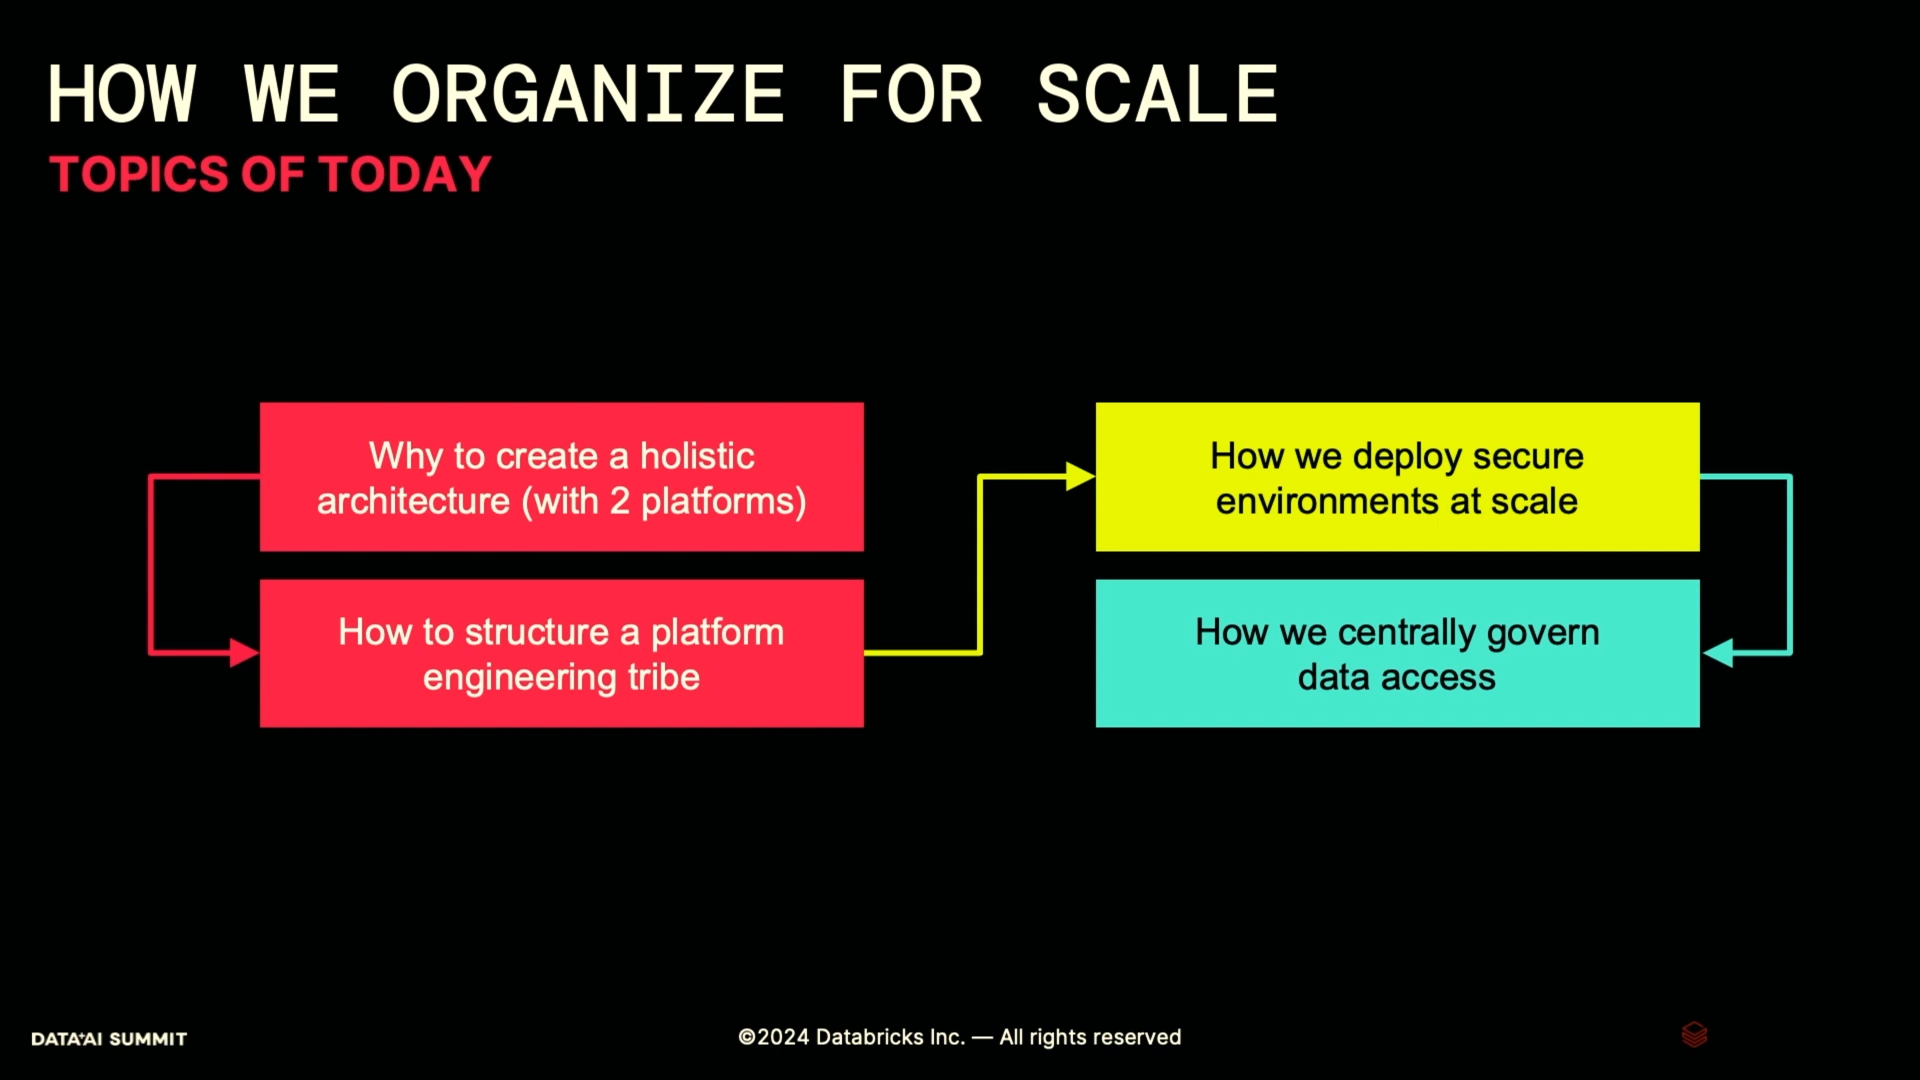 HOW WE ORGANIZE FOR SCALE
TOPICS OF TODAY
Why to create a holistic
architecture (with 2 platforms)
How to structure a platform
engineering tribe
How we deploy secure
environments at scale
How we centrally govern
data access
DATA+AI SUMMIT
©2024 Databricks Inc. — All rights reserved